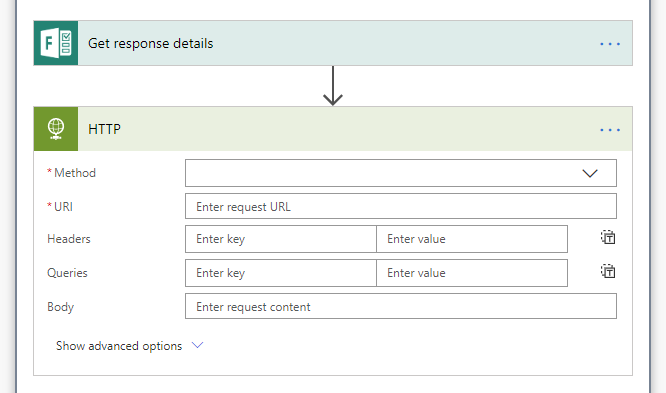 F
Get response details
...
HTTP
...
* Method
* URI
Enter request URL
Headers
Enter key
Enter value
T
Queries
Enter key
Enter value
T
Body
Enter request content
Show advanced options